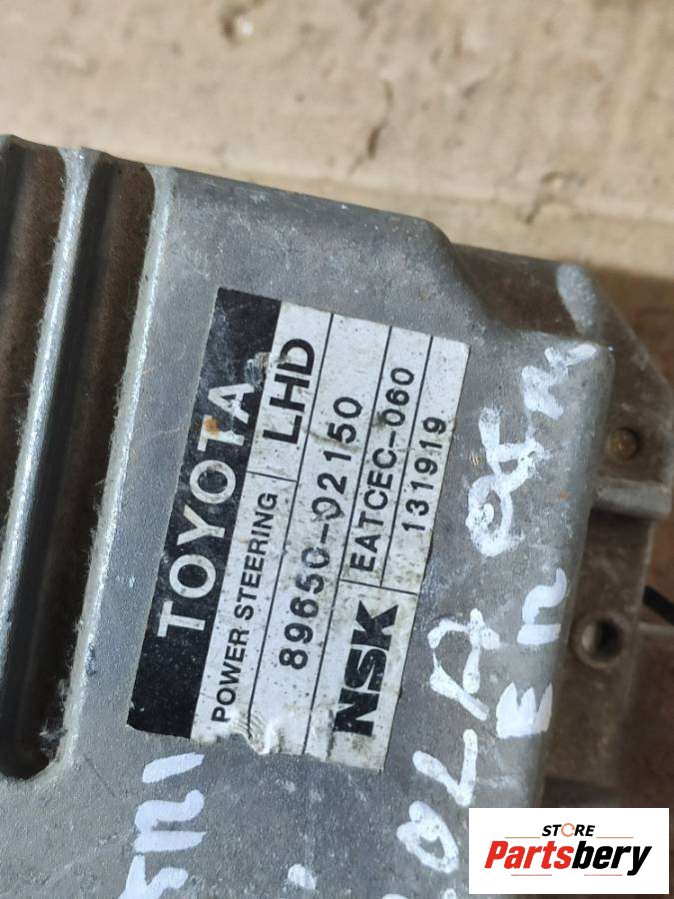 TOYOTA
POWER STEERING LHD
89650-02150
NSK EATCEC-060
131919
STORE
Partsbery